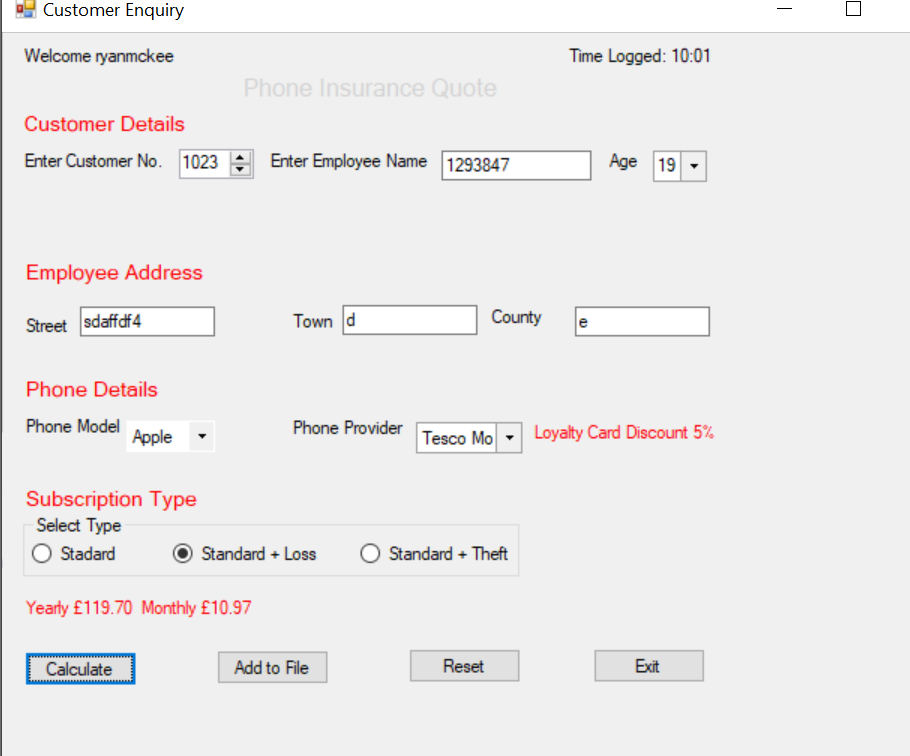 Customer Enquiry
Welcome ryanmckee Time Logged: 10:01
Phone Insurance Quote
Customer Details
Enter Customer No. 1023 Enter Employee Name 1293847 Age 19
Employee Address
Street sdaffdf4 Town d County e
Phone Details
Phone Model Apple Phone Provider Tesco Mo Loyalty Card Discount 5%
Subscription Type
Select Type
Stadard Standard + Loss Standard + Theft
Yearly £119.70 Monthly £10.97
Calculate Add to File Reset Exit